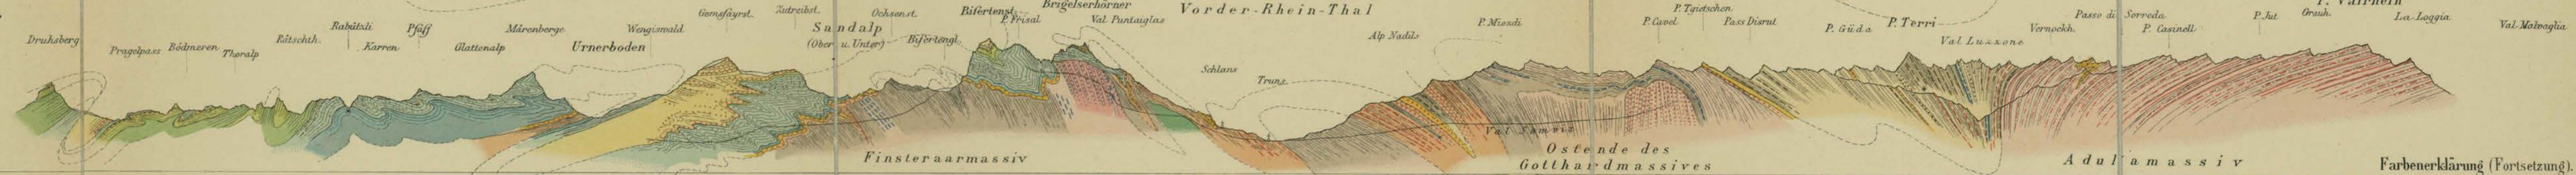 Druhsberg
Pragelpass
Bödmeren
Thoralp
Rätschth.
Rabützli
Karren
Pfaff
Glattenalp
Märenberge
Urnerboden
Wengiswald
Gemsfayrst.
Zutreibst.
Sandalp
(Ober u. Unter)
Ochsenst.
Bifertengl.
Bifertenst.
P. Frisal
Brigelserhörner
Val Puntaiglas
Vorder-Rhein-Thal
Schlans
Truns
Alp Nadils
P. Miezdi
P. Cavel
P. Tgietschen
Pass Disrut
P. Güda
P. Terri
Val Luzzone
Vernockh.
Passo di Sorreda
P. Casinell
P. Jut
Grauh.
La Loggia
Val Malvaglia
Val Somvix
Finsteraarmassiv
Ostende des
Gotthardmassives
Adulamassiv
Farbenerklärung (Fortsetzung).